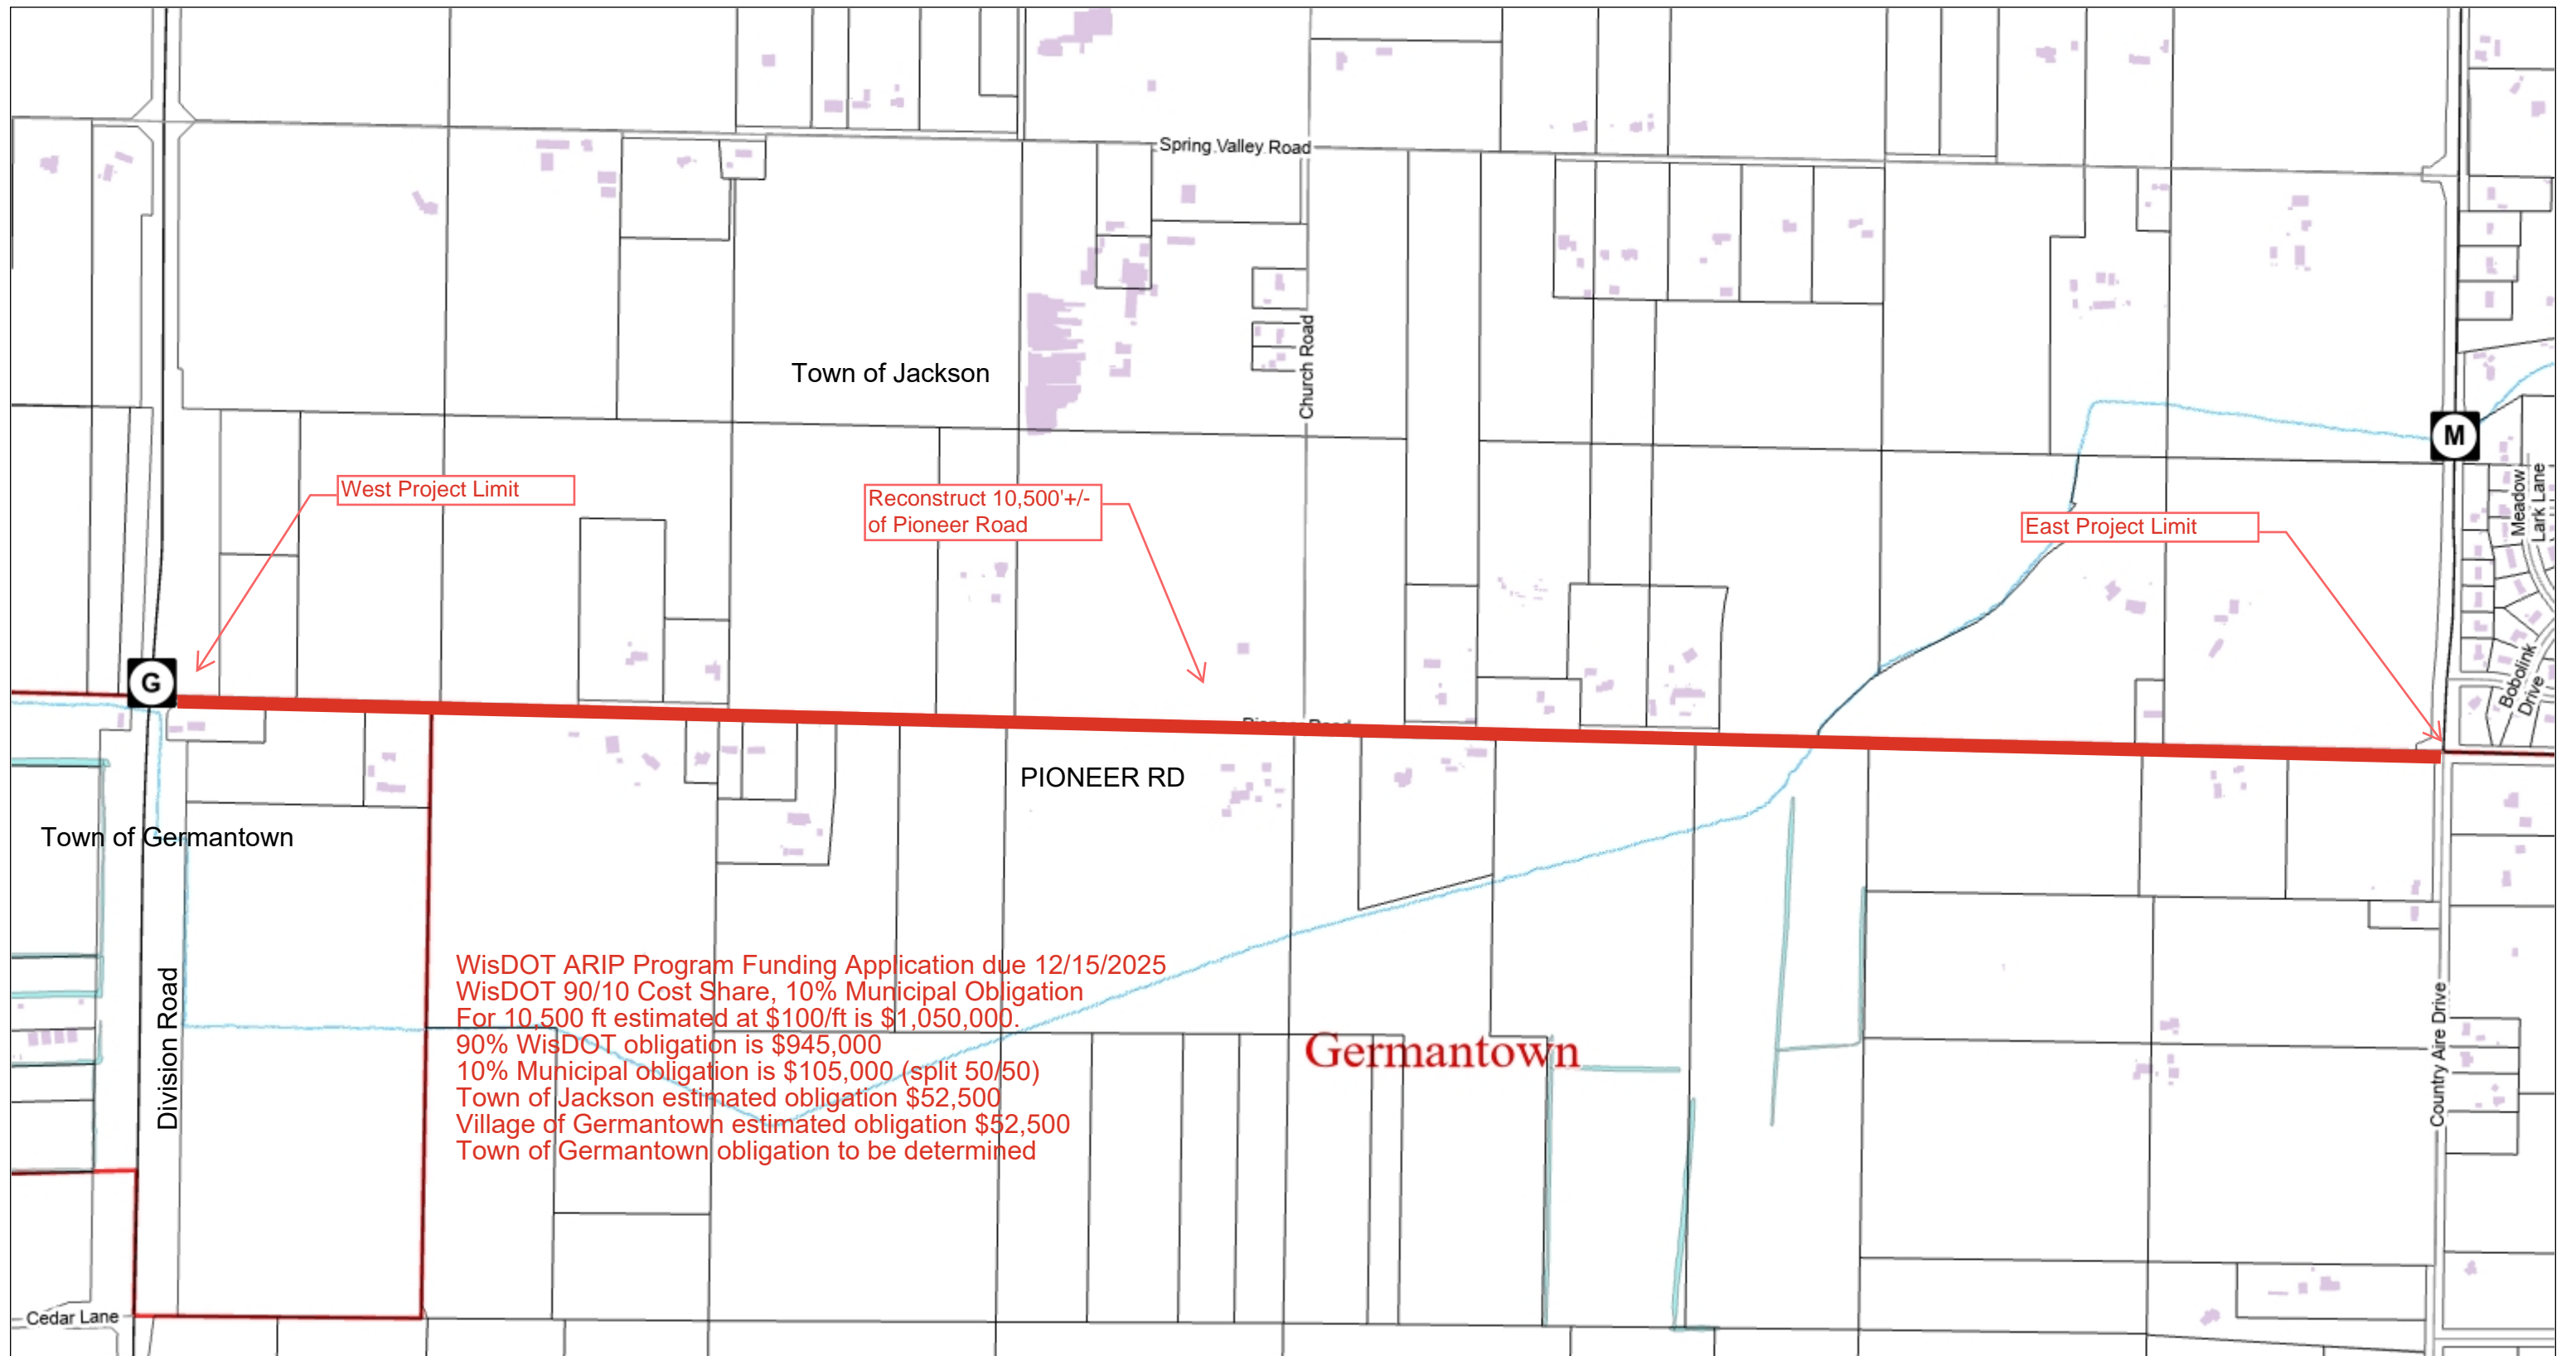 Spring Valley Road
Town of Jackson
Church Road
M
West Project Limit
Reconstruct 10,500'+/-
of Pioneer Road
East Project Limit
Meadow
Lark Lane
G
Bobolink
Drive
Pioneer Road
PIONEER RD
Town of Germantown
Division Road
WisDOT ARIP Program Funding Application due 12/15/2025
WisDOT 90/10 Cost Share, 10% Municipal Obligation
For 10,500 ft estimated at $100/ft is $1,050,000.
90% WisDOT obligation is $945,000
10% Municipal obligation is $105,000 (split 50/50)
Town of Jackson estimated obligation $52,500
Village of Germantown estimated obligation $52,500
Town of Germantown obligation to be determined
Germantown
Country Aire Drive
Cedar Lane